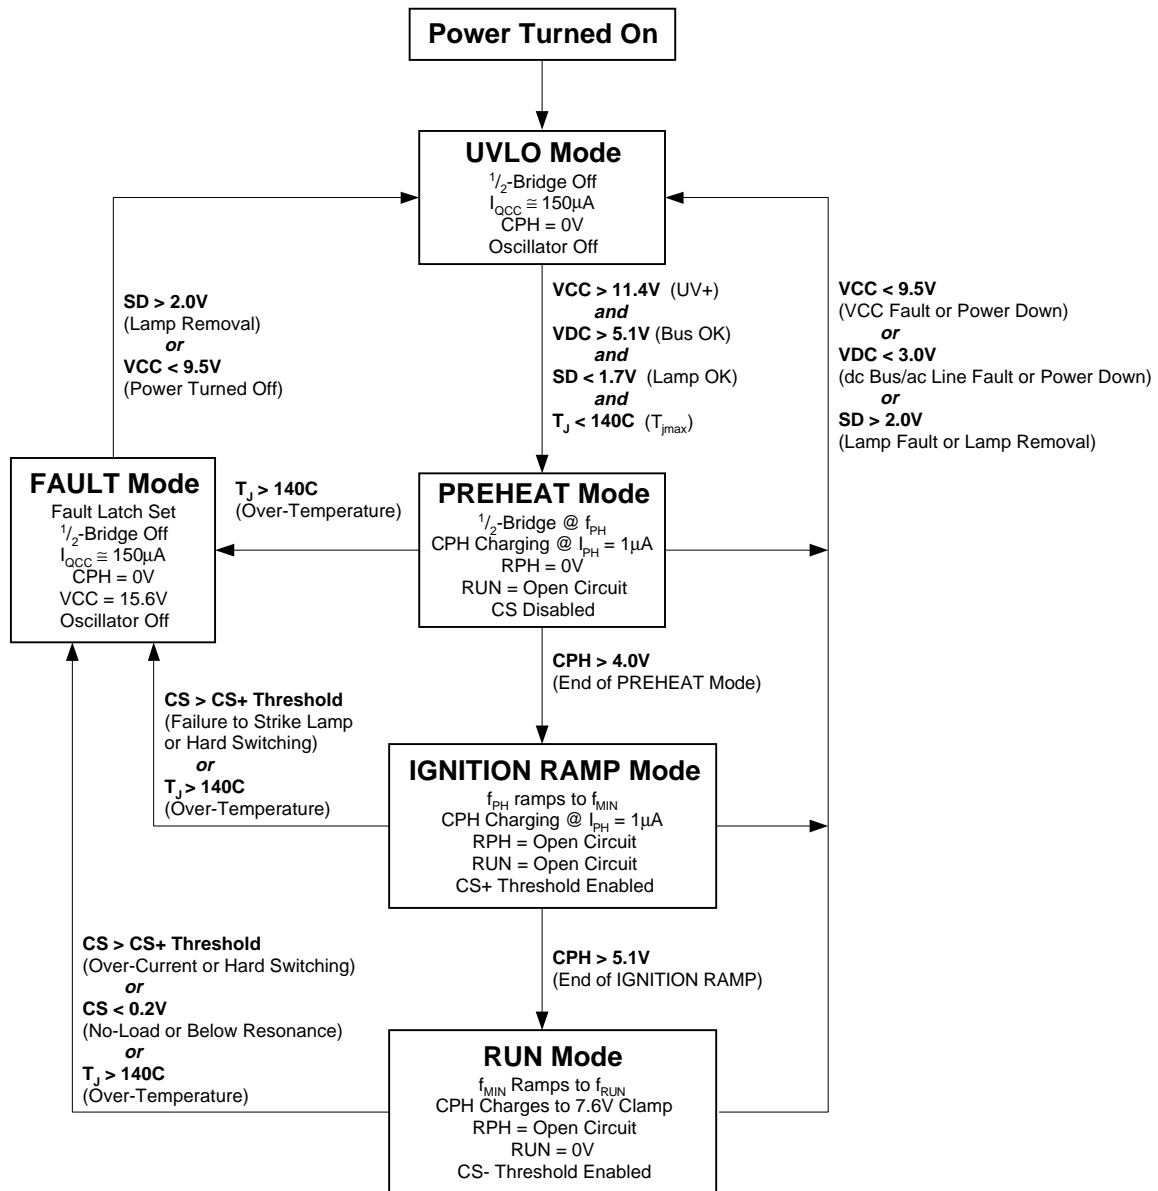 Power Turned On
UVLO Mode
1/2-Bridge Off
IQCC ≅ 150µA
CPH = 0V
Oscillator Off
SD > 2.0V
(Lamp Removal)
or
VCC < 9.5V
(Power Turned Off)
VCC > 11.4V (UV+)
and
VDC > 5.1V (Bus OK)
and
SD < 1.7V (Lamp OK)
and
TJ < 140C (Tjmax)
VCC < 9.5V
(VCC Fault or Power Down)
or
VDC < 3.0V
(dc Bus/ac Line Fault or Power Down)
or
SD > 2.0V
(Lamp Fault or Lamp Removal)
FAULT Mode
Fault Latch Set
1/2-Bridge Off
IQCC ≅ 150µA
CPH = 0V
VCC = 15.6V
Oscillator Off
TJ > 140C
(Over-Temperature)
PREHEAT Mode
1/2-Bridge @ fPH
CPH Charging @ IPH = 1µA
RPH = 0V
RUN = Open Circuit
CS Disabled
CPH > 4.0V
(End of PREHEAT Mode)
CS > CS+ Threshold
(Failure to Strike Lamp
or Hard Switching)
or
TJ > 140C
(Over-Temperature)
IGNITION RAMP Mode
fPH ramps to fMIN
CPH Charging @ IPH = 1µA
RPH = Open Circuit
RUN = Open Circuit
CS+ Threshold Enabled
CPH > 5.1V
(End of IGNITION RAMP)
CS > CS+ Threshold
(Over-Current or Hard Switching)
or
CS < 0.2V
(No-Load or Below Resonance)
or
TJ > 140C
(Over-Temperature)
RUN Mode
fMIN Ramps to fRUN
CPH Charges to 7.6V Clamp
RPH = Open Circuit
RUN = 0V
CS- Threshold Enabled